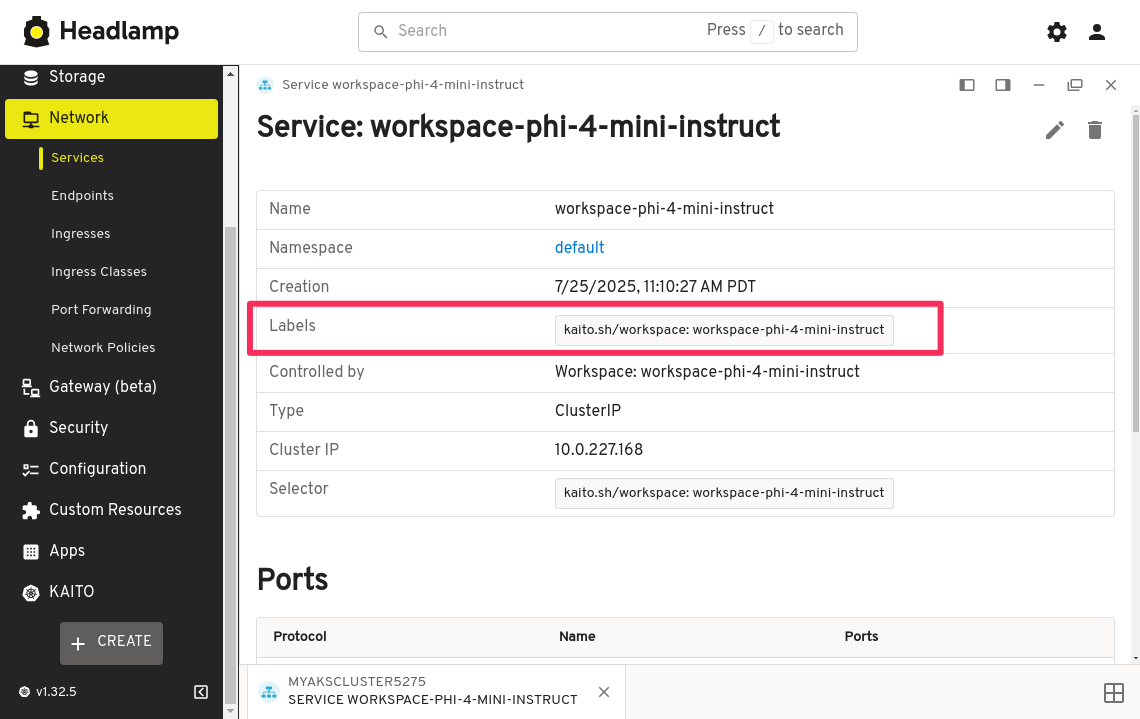 Headlamp
Search
Press / to search
Storage
Network
Services
Endpoints
Ingresses
Ingress Classes
Port Forwarding
Network Policies
Gateway (beta)
Security
Configuration
Custom Resources
Apps
KAITO
CREATE
v1.32.5
Service workspace-phi-4-mini-instruct
Service: workspace-phi-4-mini-instruct
Name workspace-phi-4-mini-instruct
Namespace default
Creation 7/25/2025, 11:10:27 AM PDT
Labels kaito.sh/workspace: workspace-phi-4-mini-instruct
Controlled by Workspace: workspace-phi-4-mini-instruct
Type ClusterIP
Cluster IP 10.0.227.168
Selector kaito.sh/workspace: workspace-phi-4-mini-instruct
Ports
Protocol Name Ports
MYAKSCLUSTER5275
SERVICE WORKSPACE-PHI-4-MINI-INSTRUCT